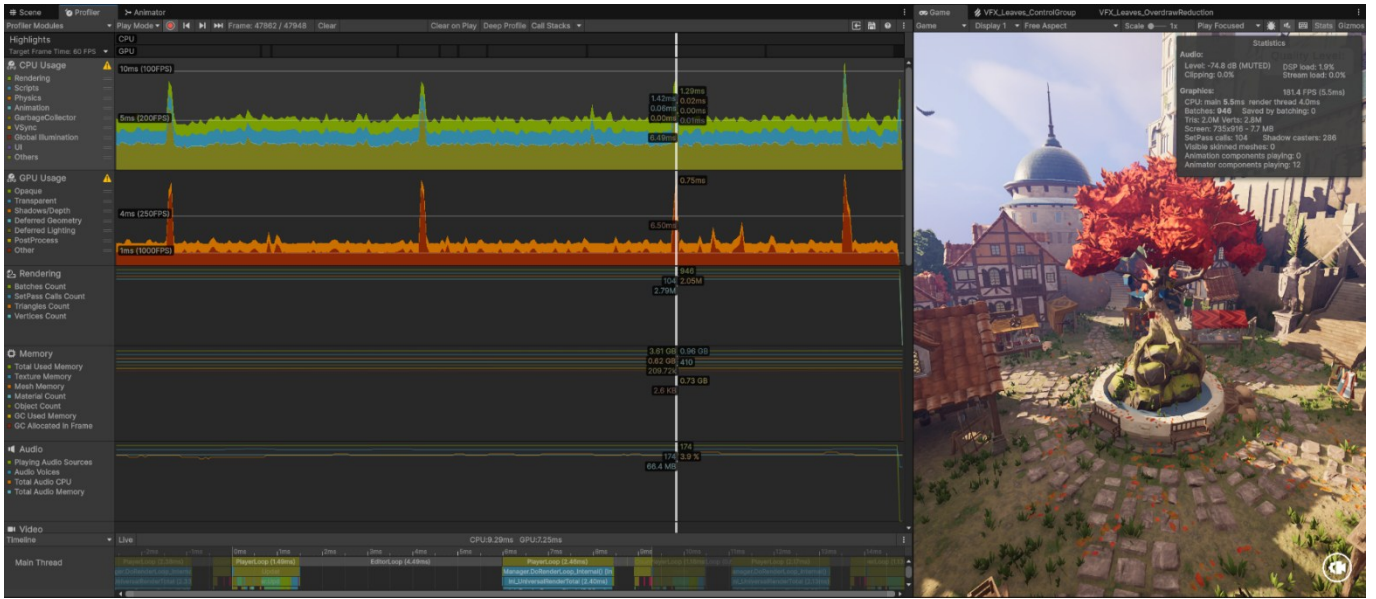 Scene Profiler Animator
Profiler Modules Play Mode Frame: 47862 / 47948 Clear Clear on Play Deep Profile Call Stacks
Highlights CPU
Target Frame Time: 60 FPS GPU
CPU Usage
Rendering
Scripts
Physics
Animation
GarbageCollector
VSync
Global Illumination
UI
Others
10ms (100FPS)
5ms (200FPS)
1.29ms
1.42ms 0.02ms
0.06ms 0.00ms
0.00ms 0.01ms
6.49ms
GPU Usage
Opaque
Transparent
Shadows/Depth
Deferred Geometry
Deferred Lighting
PostProcess
Other
4ms (250FPS)
1ms (1000FPS)
0.75ms
6.50ms
Rendering
Batches Count
SetPass Calls Count
Triangles Count
Vertices Count
946
104 2.05M
2.79M
Memory
Total Used Memory
Texture Memory
Mesh Memory
Material Count
Object Count
GC Used Memory
GC Allocated In Frame
3.61 GB 0.96 GB
0.62 GB 410
209.72k
0.73 GB
2.6 KB
Audio
Playing Audio Sources
Audio Voices
Total Audio CPU
Total Audio Memory
174
174 3.9 %
66.4 MB
Video
Timeline Live CPU:9.29ms GPU:7.25ms
0ms 1ms 2ms 3ms 4ms 5ms 6ms 7ms 8ms
Main Thread
PlayerLoop (1.49ms) EditorLoop (4.49ms) PlayerLoop (2.46ms)
Manager.DoRenderLoop_Internal() [In
Inl_UniversalRenderTotal (2.40ms)
Game VFX_Leaves_ControlGroup VFX_Leaves_OverdrawReduction
Game Display 1 Free Aspect Scale 1x Play Focused Stats Gizmos
Statistics
Audio:
Level: -74.8 dB (MUTED) DSP load: 1.9%
Clipping: 0.0% Stream load: 0.0%
Graphics: 181.4 FPS (5.5ms)
CPU: main 5.5ms render thread 4.0ms
Batches: 946 Saved by batching: 0
Tris: 2.0M Verts: 2.8M
Screen: 735x916 - 7.7 MB
SetPass calls: 104 Shadow casters: 286
Visible skinned meshes: 0
Animation components playing: 0
Animator components playing: 12